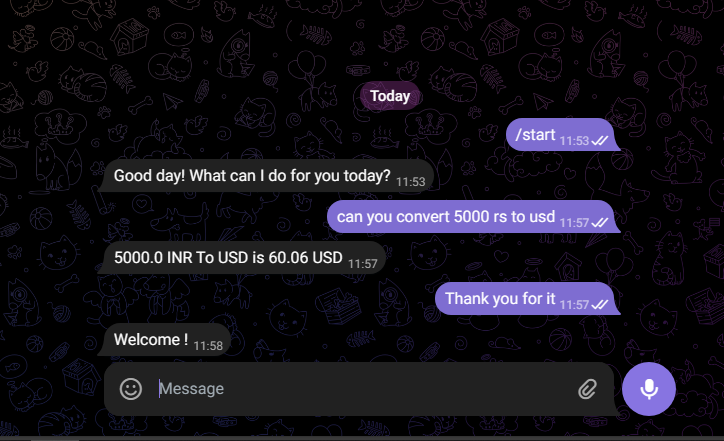 Today
/start 11:53
Good day! What can I do for you today? 11:53
can you convert 5000 rs to usd 11:57
5000.0 INR To USD is 60.06 USD 11:57
Thank you for it 11:57
Welcome ! 11:58
Message